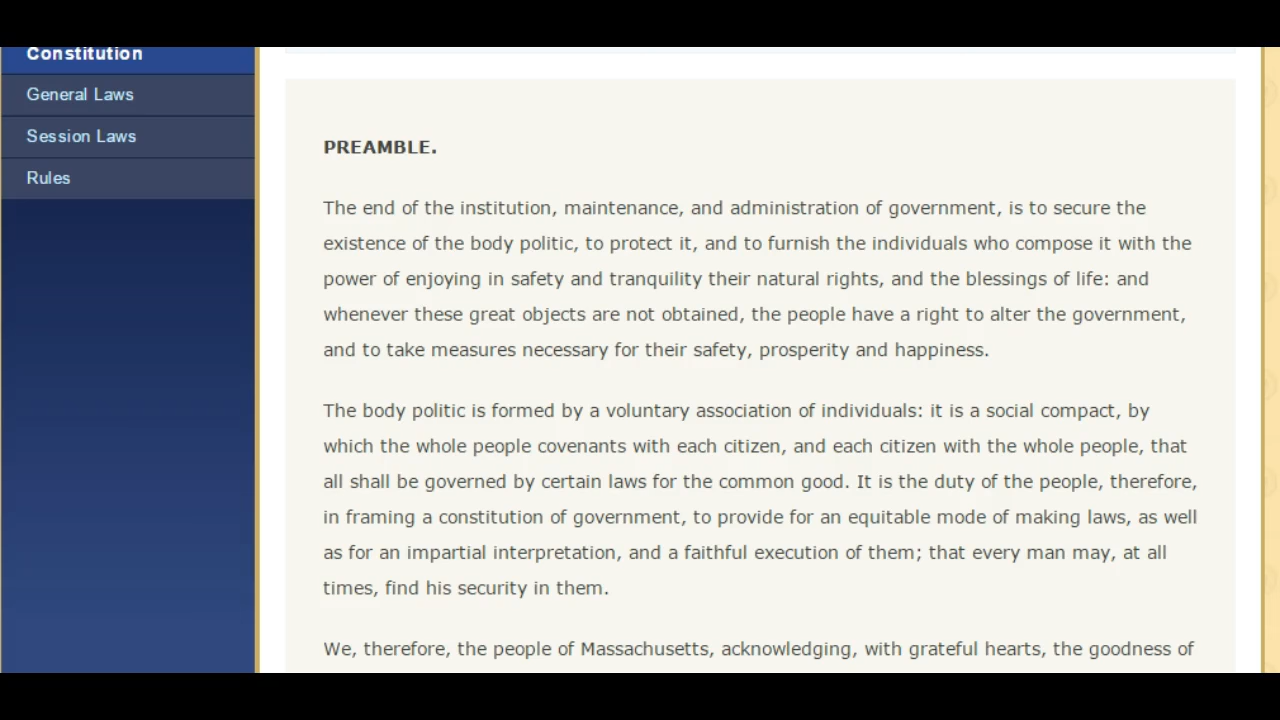 Constitution
General Laws
Session Laws
Rules
PREAMBLE.
The end of the institution, maintenance, and administration of government, is to secure the
existence of the body politic, to protect it, and to furnish the individuals who compose it with the
power of enjoying in safety and tranquility their natural rights, and the blessings of life: and
whenever these great objects are not obtained, the people have a right to alter the government,
and to take measures necessary for their safety, prosperity and happiness.
The body politic is formed by a voluntary association of individuals: it is a social compact, by
which the whole people covenants with each citizen, and each citizen with the whole people, that
all shall be governed by certain laws for the common good. It is the duty of the people, therefore,
in framing a constitution of government, to provide for an equitable mode of making laws, as well
as for an impartial interpretation, and a faithful execution of them; that every man may, at all
times, find his security in them.
We, therefore, the people of Massachusetts, acknowledging, with grateful hearts, the goodness of